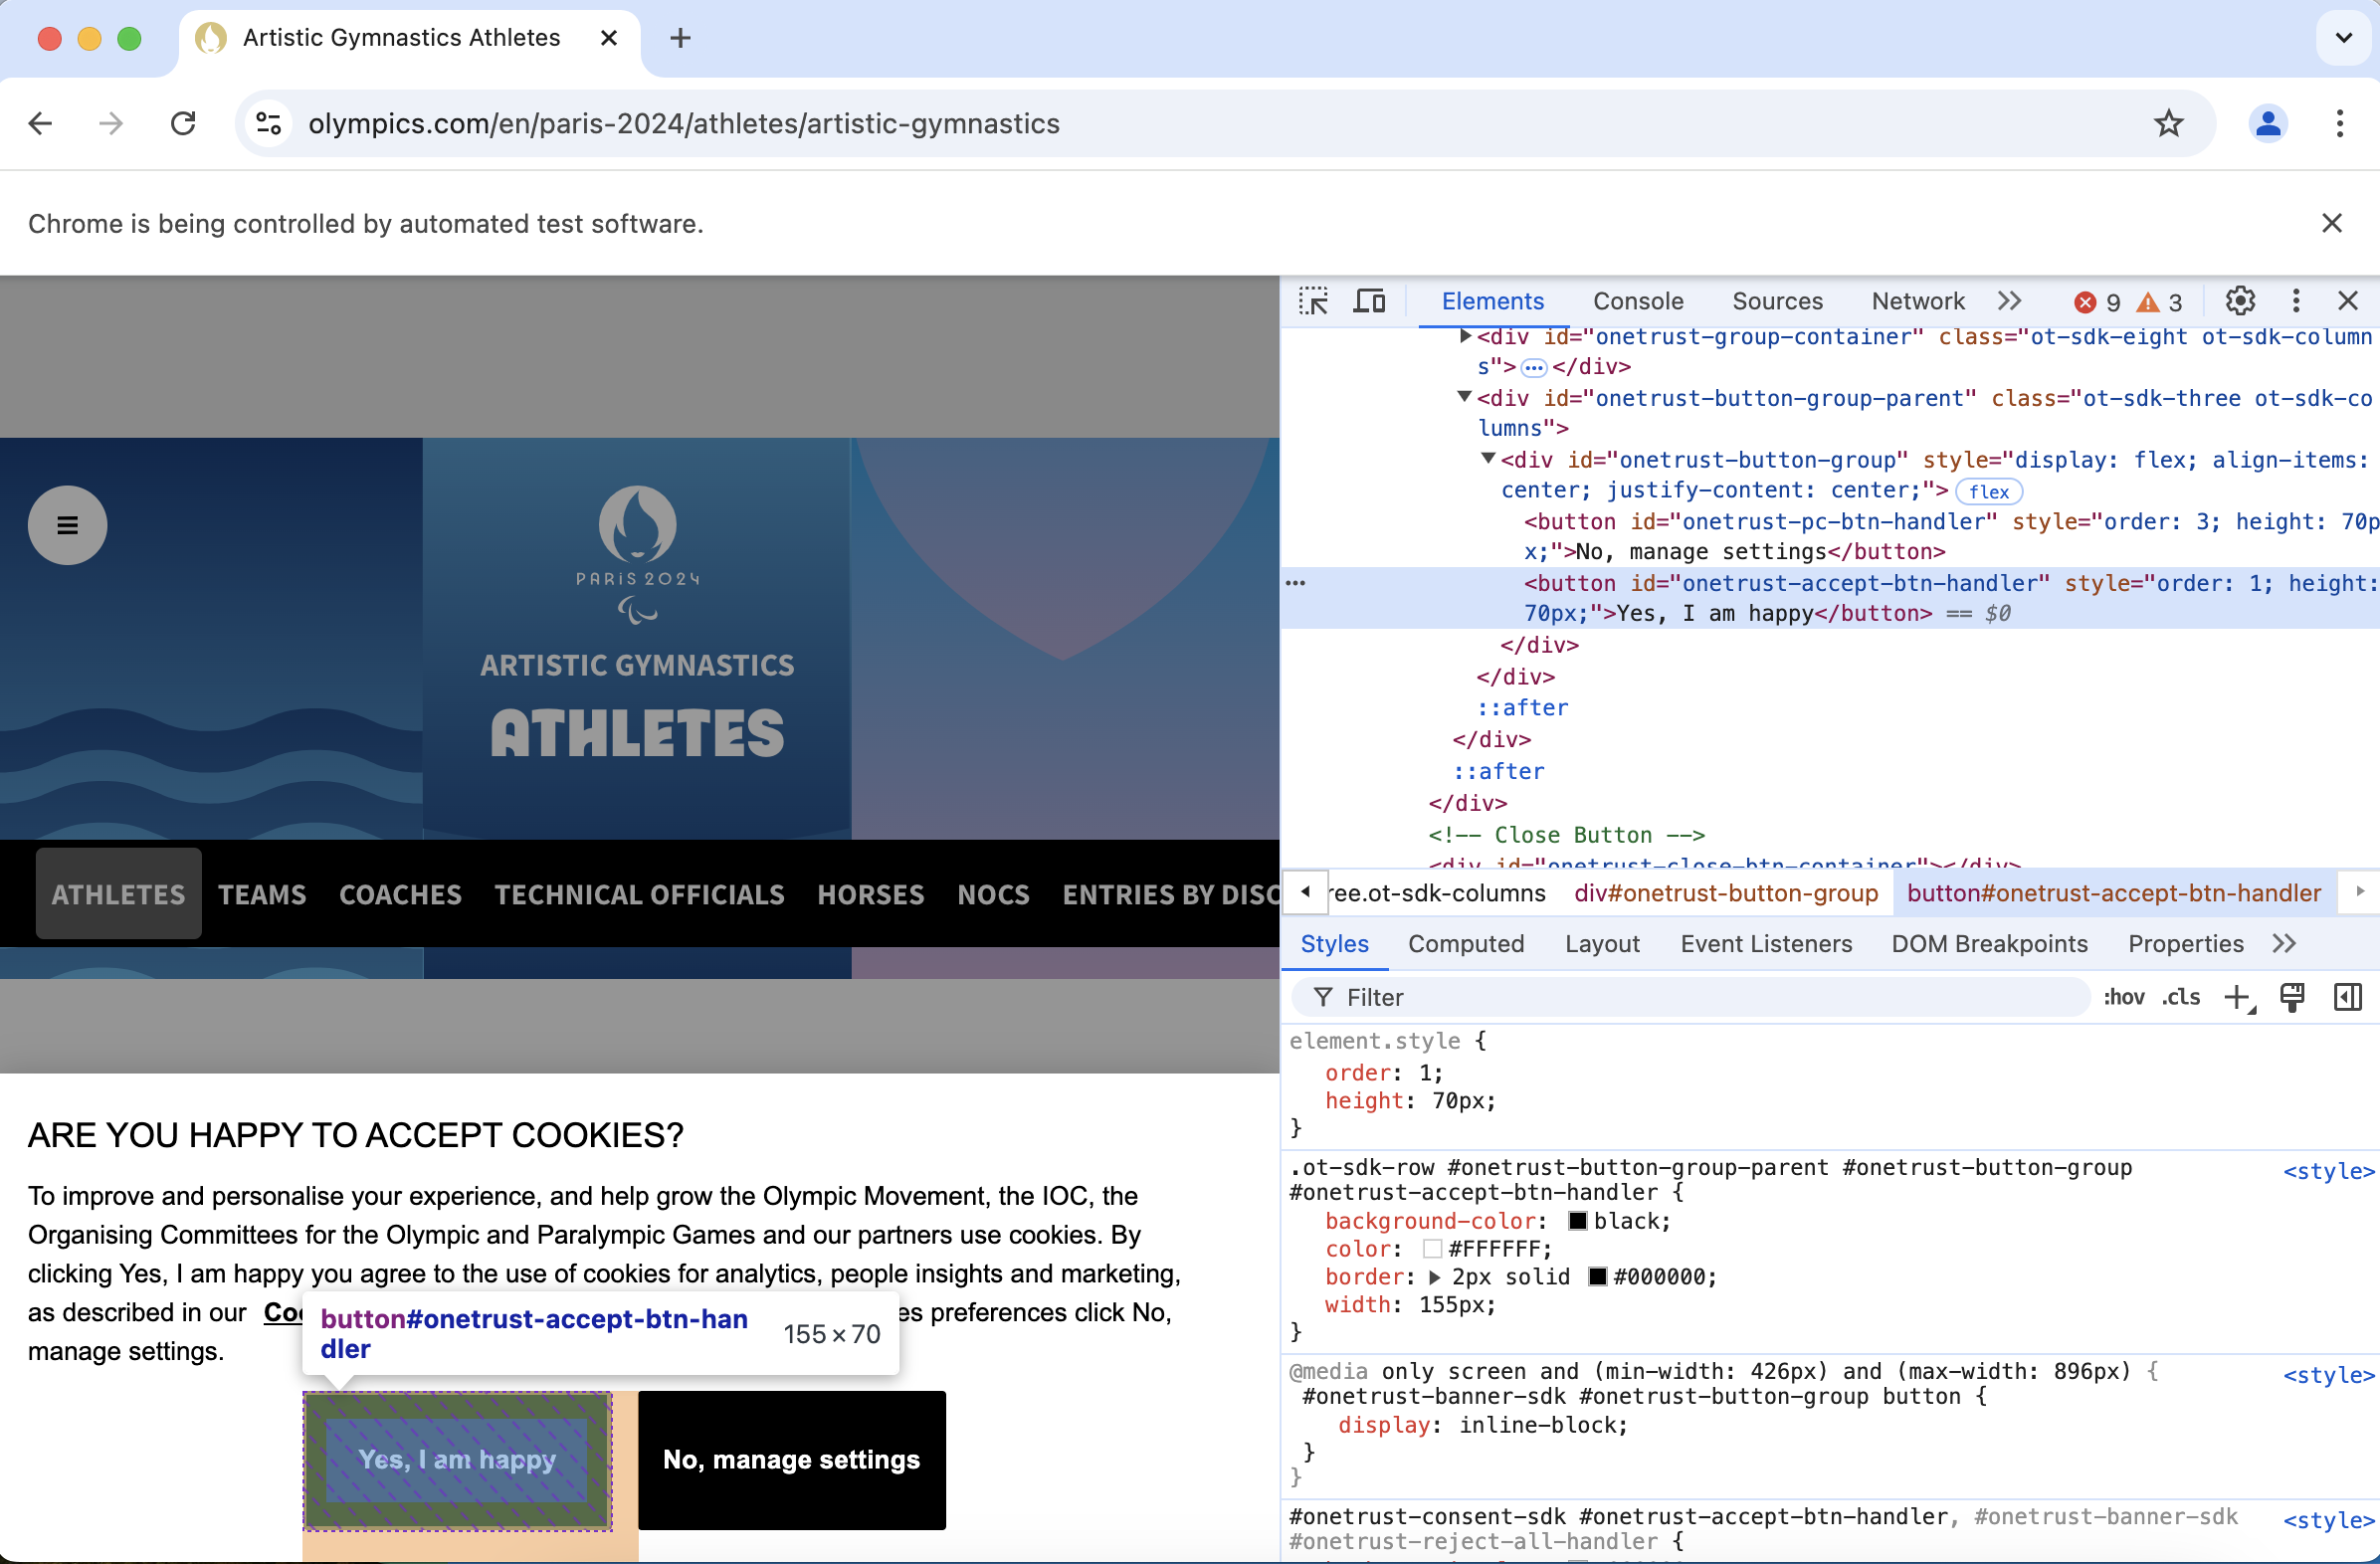 Artistic Gymnastics Athletes
olympics.com/en/paris-2024/athletes/artistic-gymnastics
Chrome is being controlled by automated test software.
PARIS 2024
ARTISTIC GYMNASTICS
ATHLETES
ATHLETES TEAMS COACHES TECHNICAL OFFICIALS HORSES NOCS ENTRIES BY DISC
ARE YOU HAPPY TO ACCEPT COOKIES?
To improve and personalise your experience, and help grow the Olympic Movement, the IOC, the
Organising Committees for the Olympic and Paralympic Games and our partners use cookies. By
clicking Yes, I am happy you agree to the use of cookies for analytics, people insights and marketing,
as described in our preferences click No,
manage settings.
button#onetrust-accept-btn-han
dler
155 × 70
Yes, I am happy
No, manage settings
Elements Console Sources Network 9 3
<div id="onetrust-group-container" class="ot-sdk-eight ot-sdk-column
s">…</div>
<div id="onetrust-button-group-parent" class="ot-sdk-three ot-sdk-co
lumns">
<div id="onetrust-button-group" style="display: flex; align-items:
center; justify-content: center;"> flex
<button id="onetrust-pc-btn-handler" style="order: 3; height: 70p
x;">No, manage settings</button>
<button id="onetrust-accept-btn-handler" style="order: 1; height:
70px;">Yes, I am happy</button> == $0
</div>
</div>
::after
</div>
::after
</div>
<!-- Close Button -->
<div id="onetrust-close-btn-container"></div>
ree.ot-sdk-columns div#onetrust-button-group button#onetrust-accept-btn-handler
Styles Computed Layout Event Listeners DOM Breakpoints Properties
Filter :hov .cls
element.style {
order: 1;
height: 70px;
}
.ot-sdk-row #onetrust-button-group-parent #onetrust-button-group <style>
#onetrust-accept-btn-handler {
background-color: black;
color: #FFFFFF;
border: 2px solid #000000;
width: 155px;
}
@media only screen and (min-width: 426px) and (max-width: 896px) { <style>
#onetrust-banner-sdk #onetrust-button-group button {
display: inline-block;
}
}
#onetrust-consent-sdk #onetrust-accept-btn-handler, #onetrust-banner-sdk <style>
#onetrust-reject-all-handler {